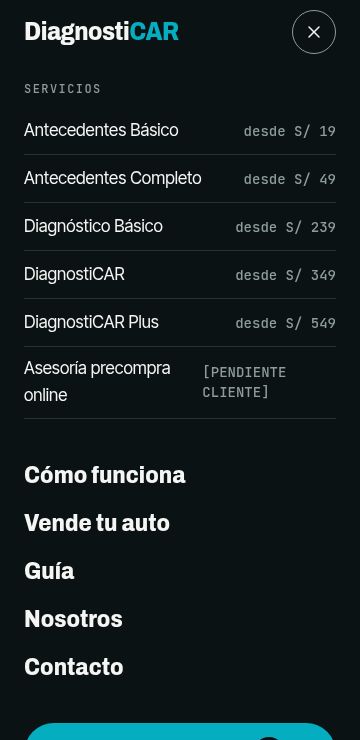 DiagnostiCAR
SERVICIOS
Antecedentes Básico desde S/ 19
Antecedentes Completo desde S/ 49
Diagnóstico Básico desde S/ 239
DiagnostiCAR desde S/ 349
DiagnostiCAR Plus desde S/ 549
Asesoría precompra
online
[PENDIENTE
CLIENTE]
Cómo funciona
Vende tu auto
Guía
Nosotros
Contacto